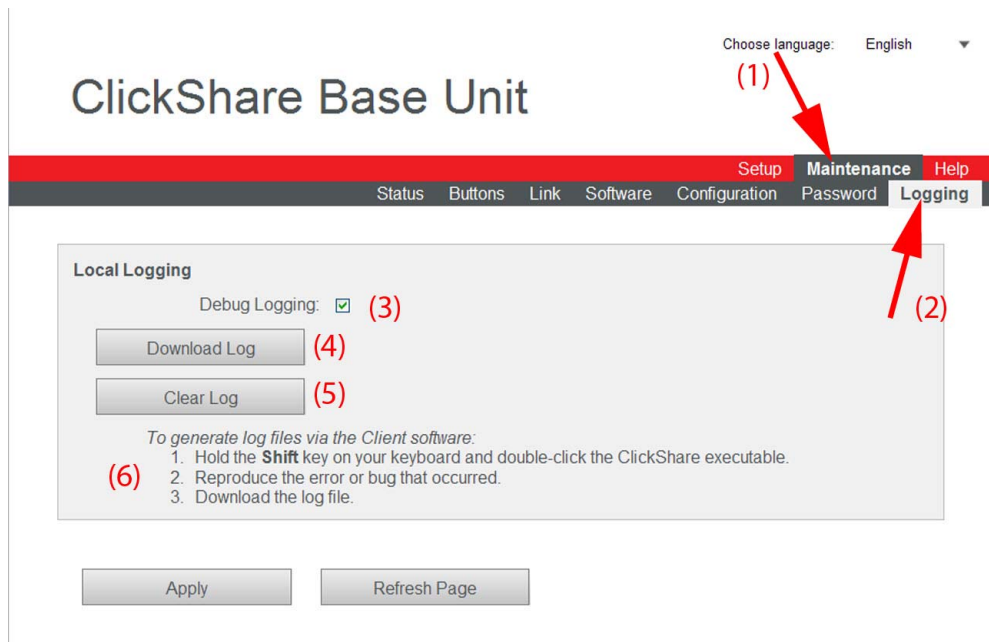 Choose language: English
(1)
ClickShare Base Unit
Setup Maintenance Help
Status Buttons Link Software Configuration Password Logging
(2)
Local Logging
Debug Logging: (3)
Download Log (4)
Clear Log (5)
To generate log files via the Client software:
1. Hold the Shift key on your keyboard and double-click the ClickShare executable.
(6) 2. Reproduce the error or bug that occurred.
3. Download the log file.
Apply Refresh Page